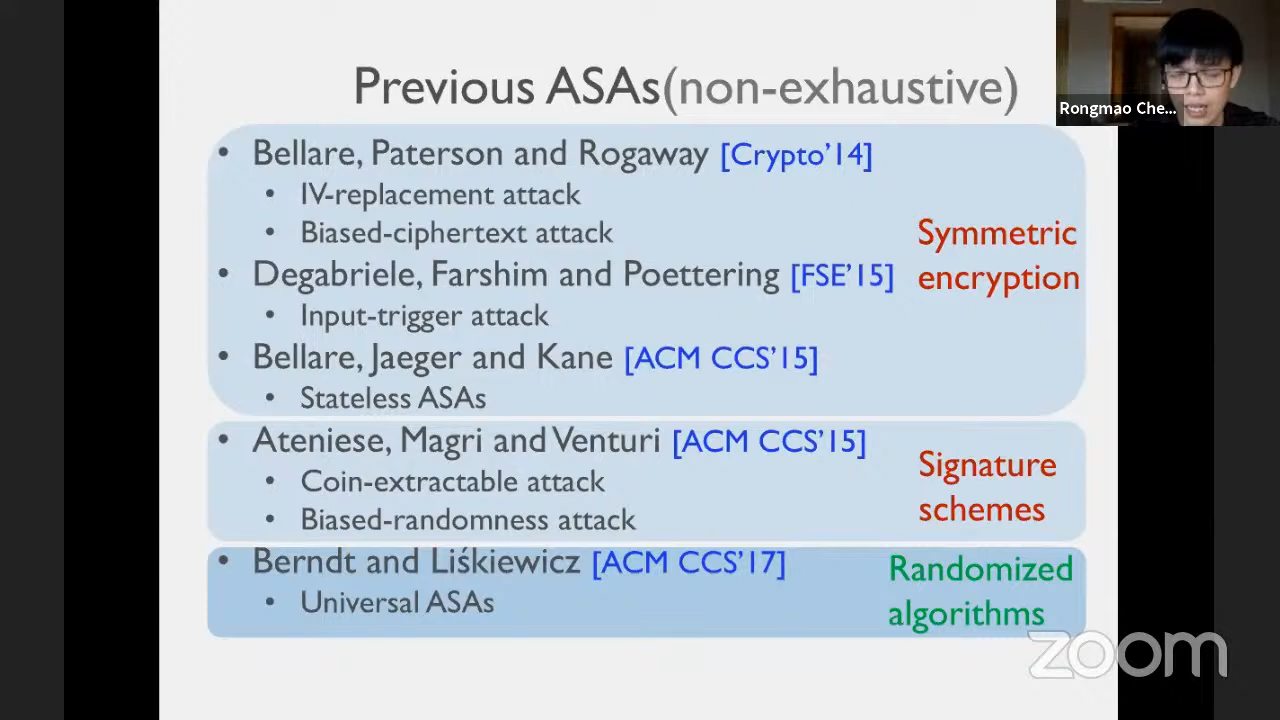 Previous ASAs(non-exhaustive)
Rongmao Che...
• Bellare, Paterson and Rogaway [Crypto'14]
• IV-replacement attack
• Biased-ciphertext attack
• Degabriele, Farshim and Poettering [FSE'15]
• Input-trigger attack
• Bellare, Jaeger and Kane [ACM CCS'15]
• Stateless ASAs
Symmetric
encryption
• Ateniese, Magri and Venturi [ACM CCS'15]
• Coin-extractable attack
• Biased-randomness attack
Signature
schemes
• Berndt and Liśkiewicz [ACM CCS'17]
• Universal ASAs
Randomized
algorithms
zoom